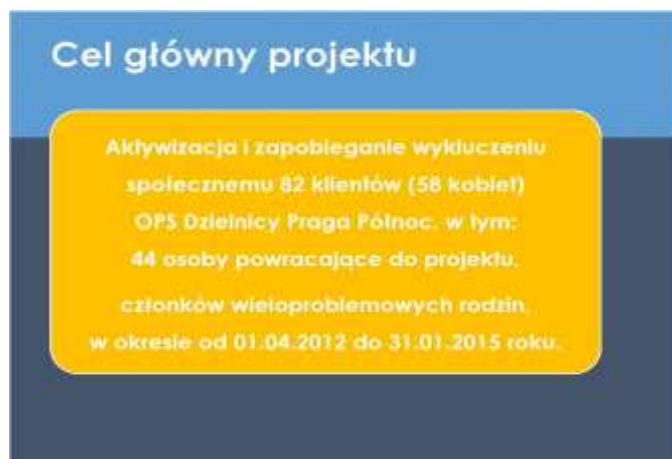 Cel główny projektu
Aktywizacja i zapobieganie wykluczeniu
społecznemu 82 klientów (58 kobiet)
OPS Dzielnicy Praga Północ, w tym:
44 osoby powracające do projektu,
członków wieloproblemowych rodzin,
w okresie od 01.04.2012 do 31.01.2015 roku.